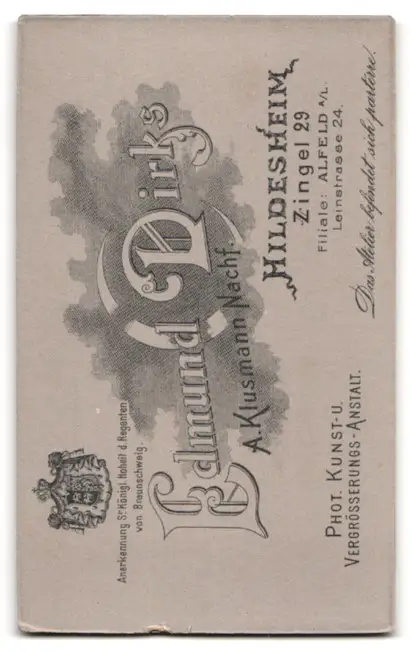 Anerkennung Sr. Königl. Hoheit d. Regenten
von Braunschweig.
Edmund Dirks
A. Klusmann Nachf.
HILDESHEIM
Zingel 29
Filiale: ALFELD a/L.
Leinstrasse 24.
PHOT. KUNST- U.
VERGRÖSSERUNGS-ANSTALT.
Das Atelier befindet sich parterre!